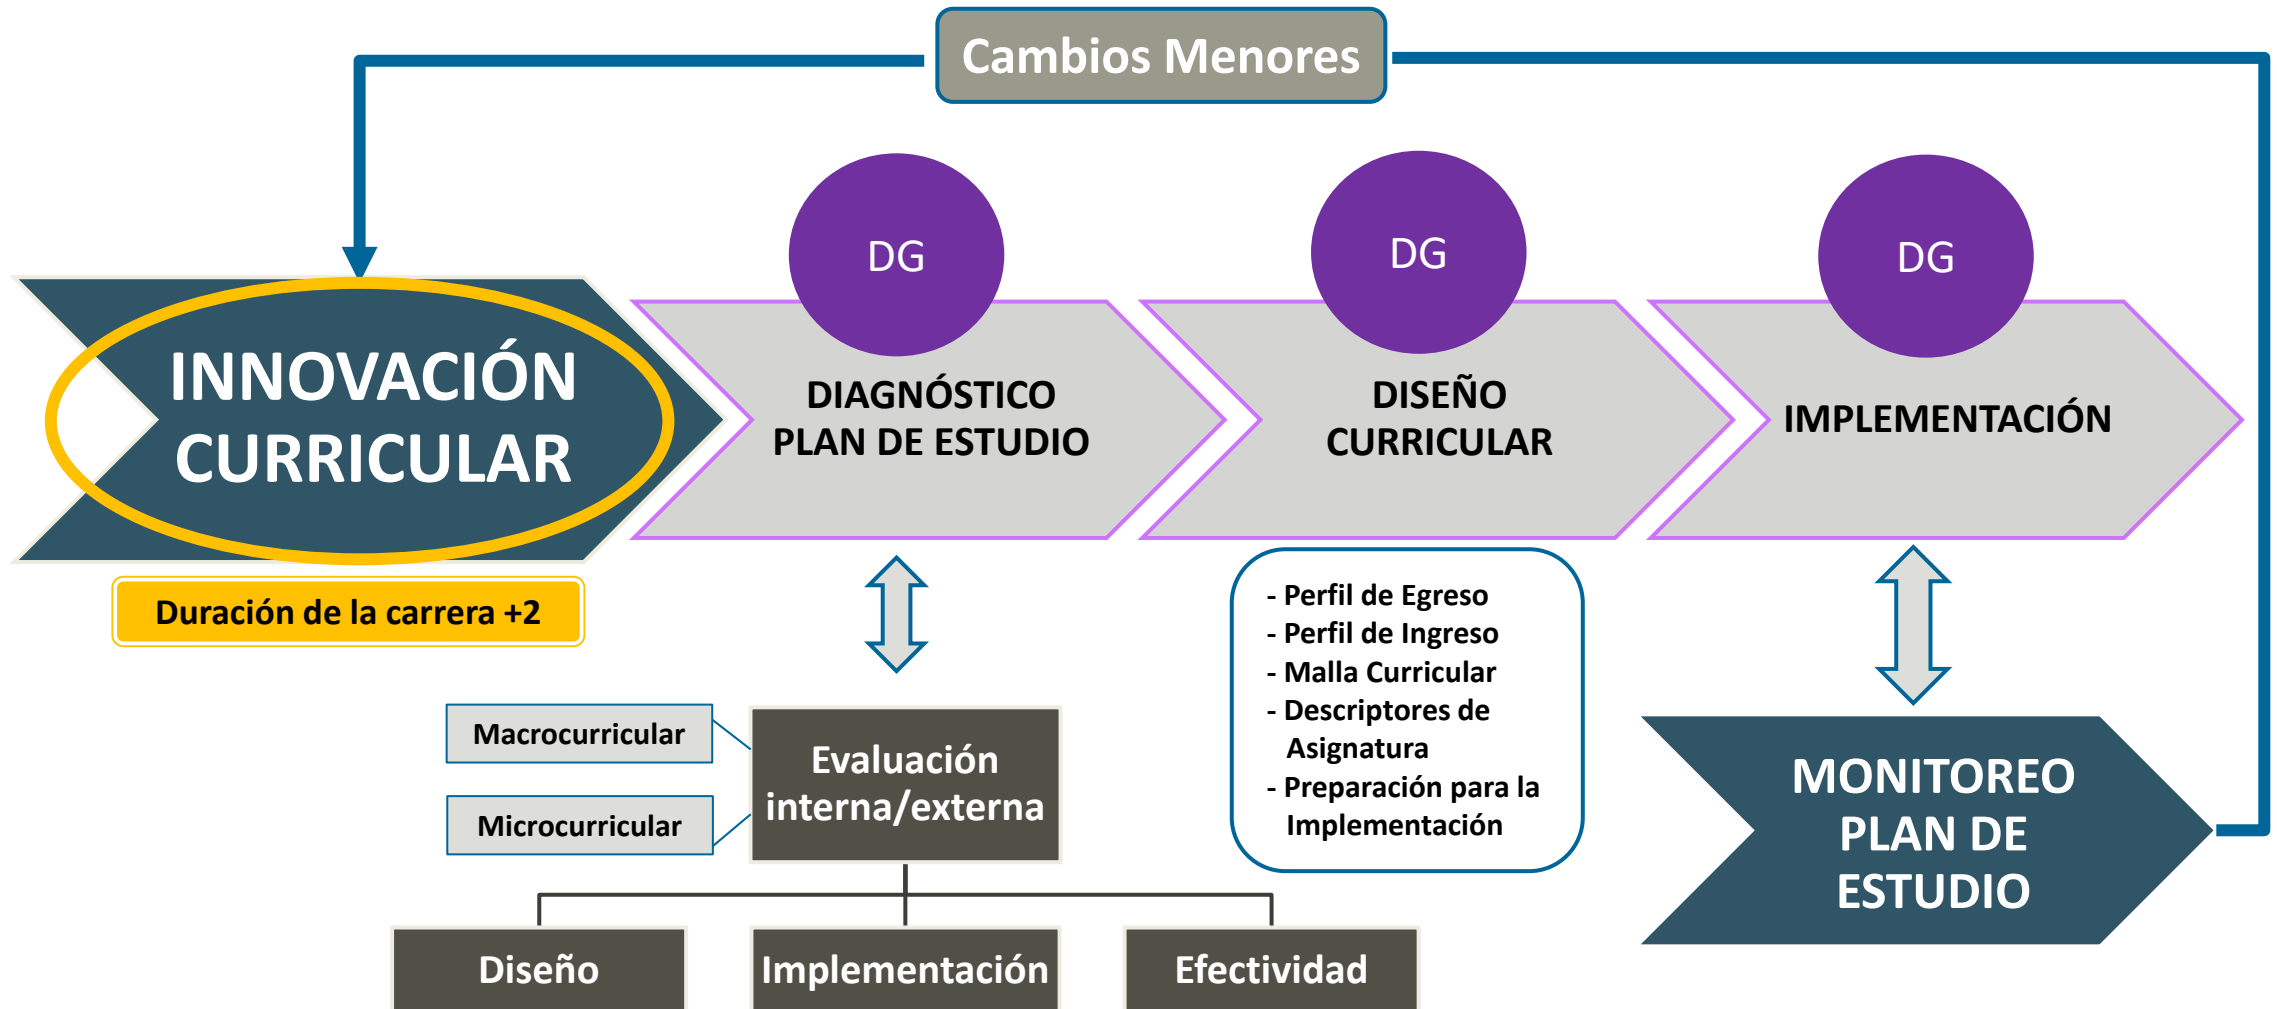 Cambios Menores
DG
DG
DG
INNOVACIÓN
CURRICULAR
DIAGNÓSTICO
PLAN DE ESTUDIO
DISEÑO
CURRICULAR
IMPLEMENTACIÓN
Duración de la carrera +2
- Perfil de Egreso
- Perfil de Ingreso
- Malla Curricular
- Descriptores de
Asignatura
- Preparación para la
Implementación
Macrocurricular
Microcurricular
Evaluación
interna/externa
MONITOREO
PLAN DE
ESTUDIO
Diseño
Implementación
Efectividad